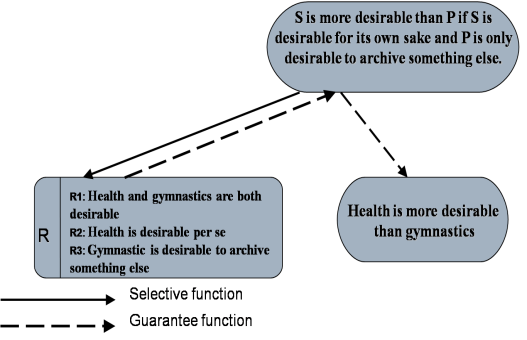 S is more desirable than P if S is
desirable for its own sake and P is only
desirable to archive something else.
R
R1: Health and gymnastics are both
desirable
R2: Health is desirable per se
R3: Gymnastic is desirable to archive
something else
Health is more desirable
than gymnastics
Selective function
Guarantee function